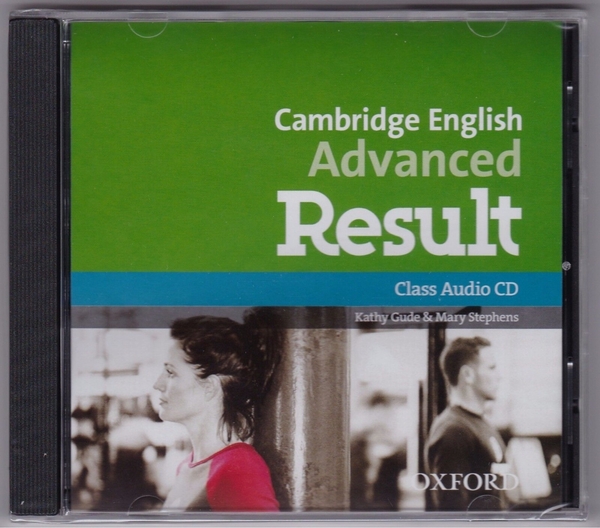 Cambridge English
Advanced
Result
Class Audio CD
Kathy Gude & Mary Stephens
OXFORD